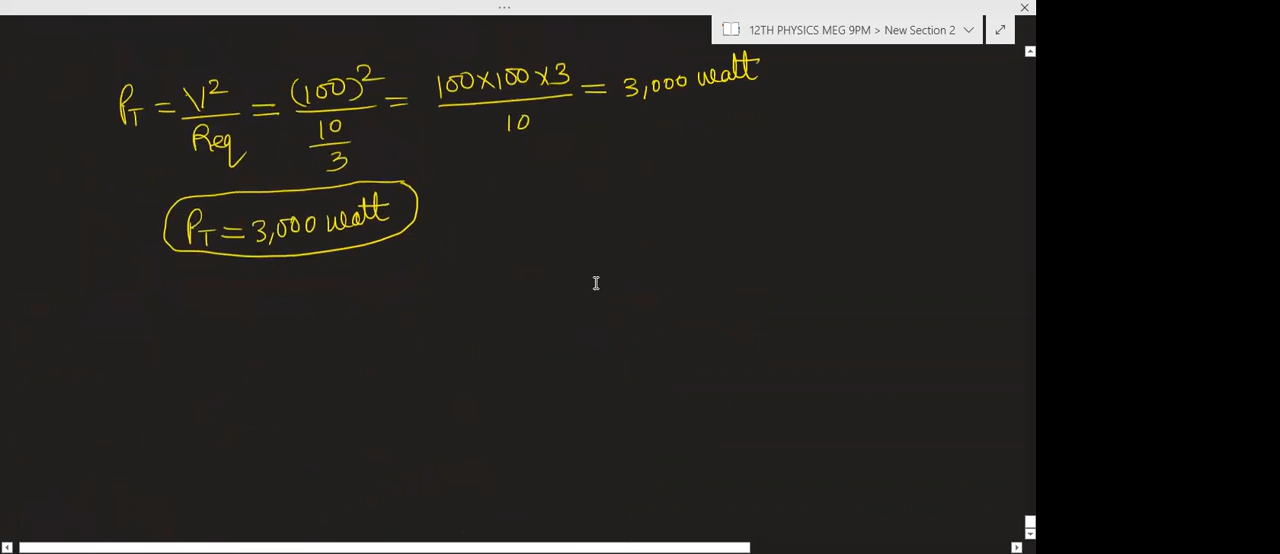 12TH PHYSICS MEG 9PM > New Section 2
P_T = V²/Req = (100)²/(10/3) = (100×100×3)/10 = 3,000 watt
P_T = 3,000 watt